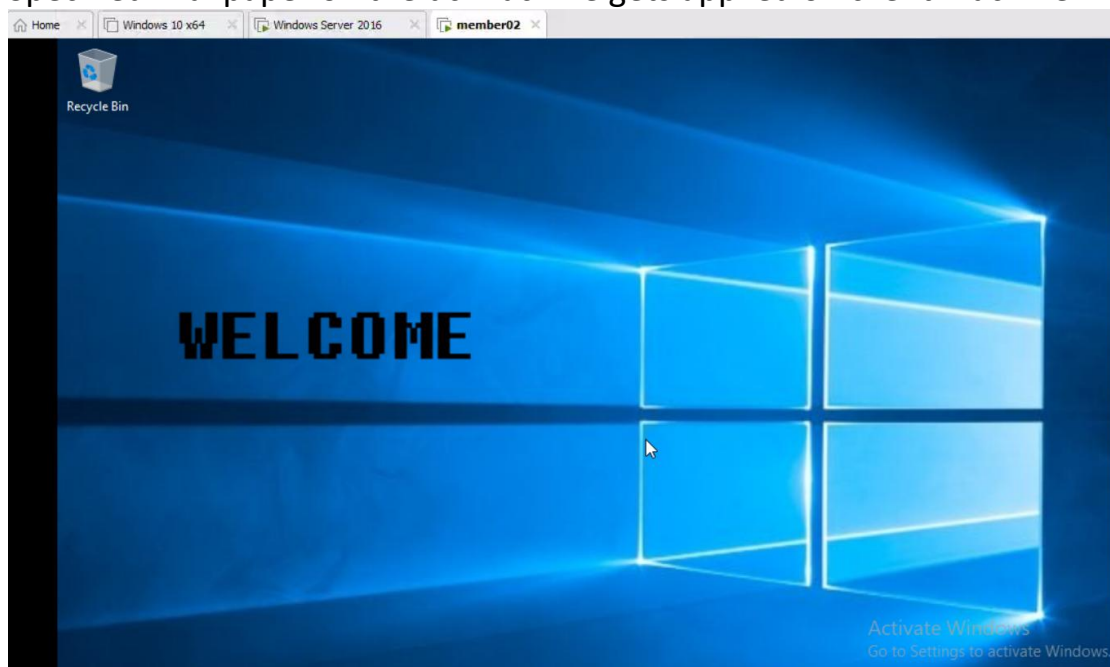 Home
Windows 10 x64
Windows Server 2016
member02
Recycle Bin
WELCOME
Activate Windows
Go to Settings to activate Windows.